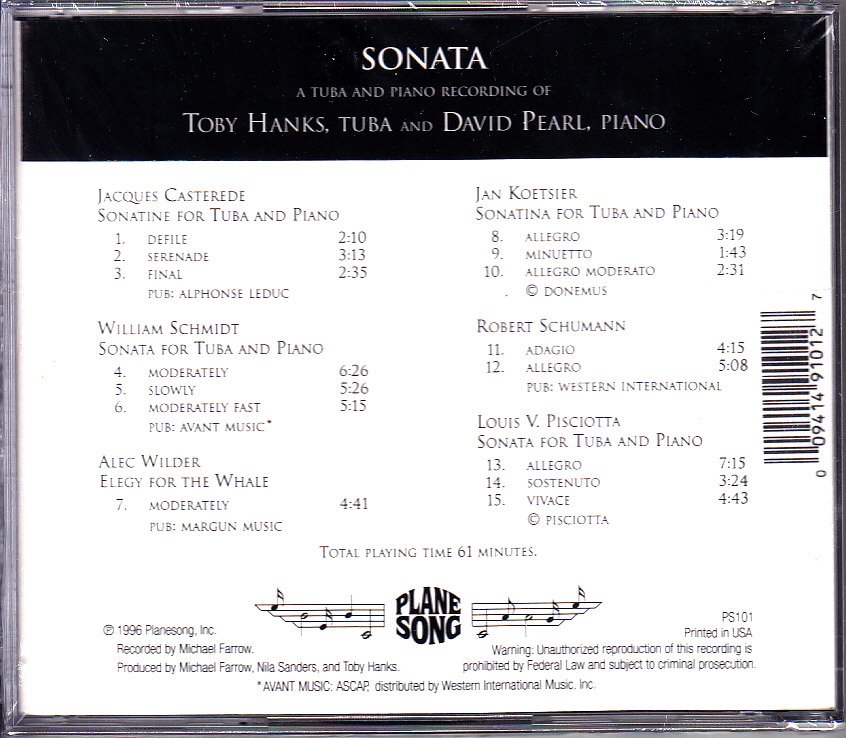 SONATA
A TUBA AND PIANO RECORDING OF
TOBY HANKS, TUBA AND DAVID PEARL, PIANO
JACQUES CASTEREDE
SONATINE FOR TUBA AND PIANO
1. DEFILE 2:10
2. SERENADE 3:13
3. FINAL 2:35
PUB: ALPHONSE LEDUC
WILLIAM SCHMIDT
SONATA FOR TUBA AND PIANO
4. MODERATELY 6:26
5. SLOWLY 5:26
6. MODERATELY FAST 5:15
PUB: AVANT MUSIC*
ALEC WILDER
ELEGY FOR THE WHALE
7. MODERATELY 4:41
PUB: MARGUN MUSIC
JAN KOETSIER
SONATINA FOR TUBA AND PIANO
8. ALLEGRO 3:19
9. MINUETTO 1:43
10. ALLEGRO MODERATO 2:31
© DONEMUS
ROBERT SCHUMANN
11. ADAGIO 4:15
12. ALLEGRO 5:08
PUB: WESTERN INTERNATIONAL
LOUIS V. PISCIOTTA
SONATA FOR TUBA AND PIANO
13. ALLEGRO 7:15
14. SOSTENUTO 3:24
15. VIVACE 4:43
© PISCIOTTA
0 09414 91012 7
TOTAL PLAYING TIME 61 MINUTES.
PLANE
SONG
℗ 1996 Planesong, Inc.
Recorded by Michael Farrow.
Produced by Michael Farrow, Nila Sanders, and Toby Hanks.
PS101
Printed in USA
Warning: Unauthorized reproduction of this recording is
prohibited by Federal Law and subject to criminal prosecution.
*AVANT MUSIC: ASCAP, distributed by Western International Music, Inc.